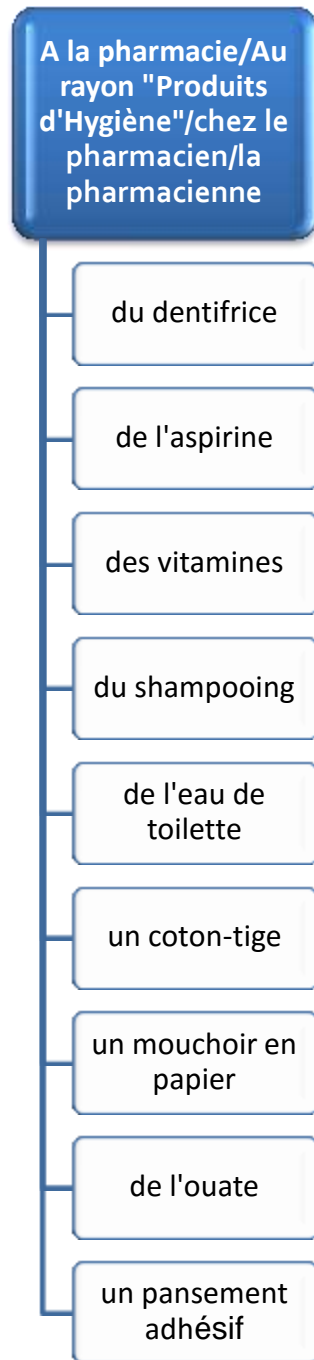 A la pharmacie/Au
rayon "Produits
d'Hygiène"/chez le
pharmacien/la
pharmacienne
du dentifrice
de l'aspirine
des vitamines
du shampooing
de l'eau de
toilette
un coton-tige
un mouchoir en
papier
de l'ouate
un pansement
adhésif